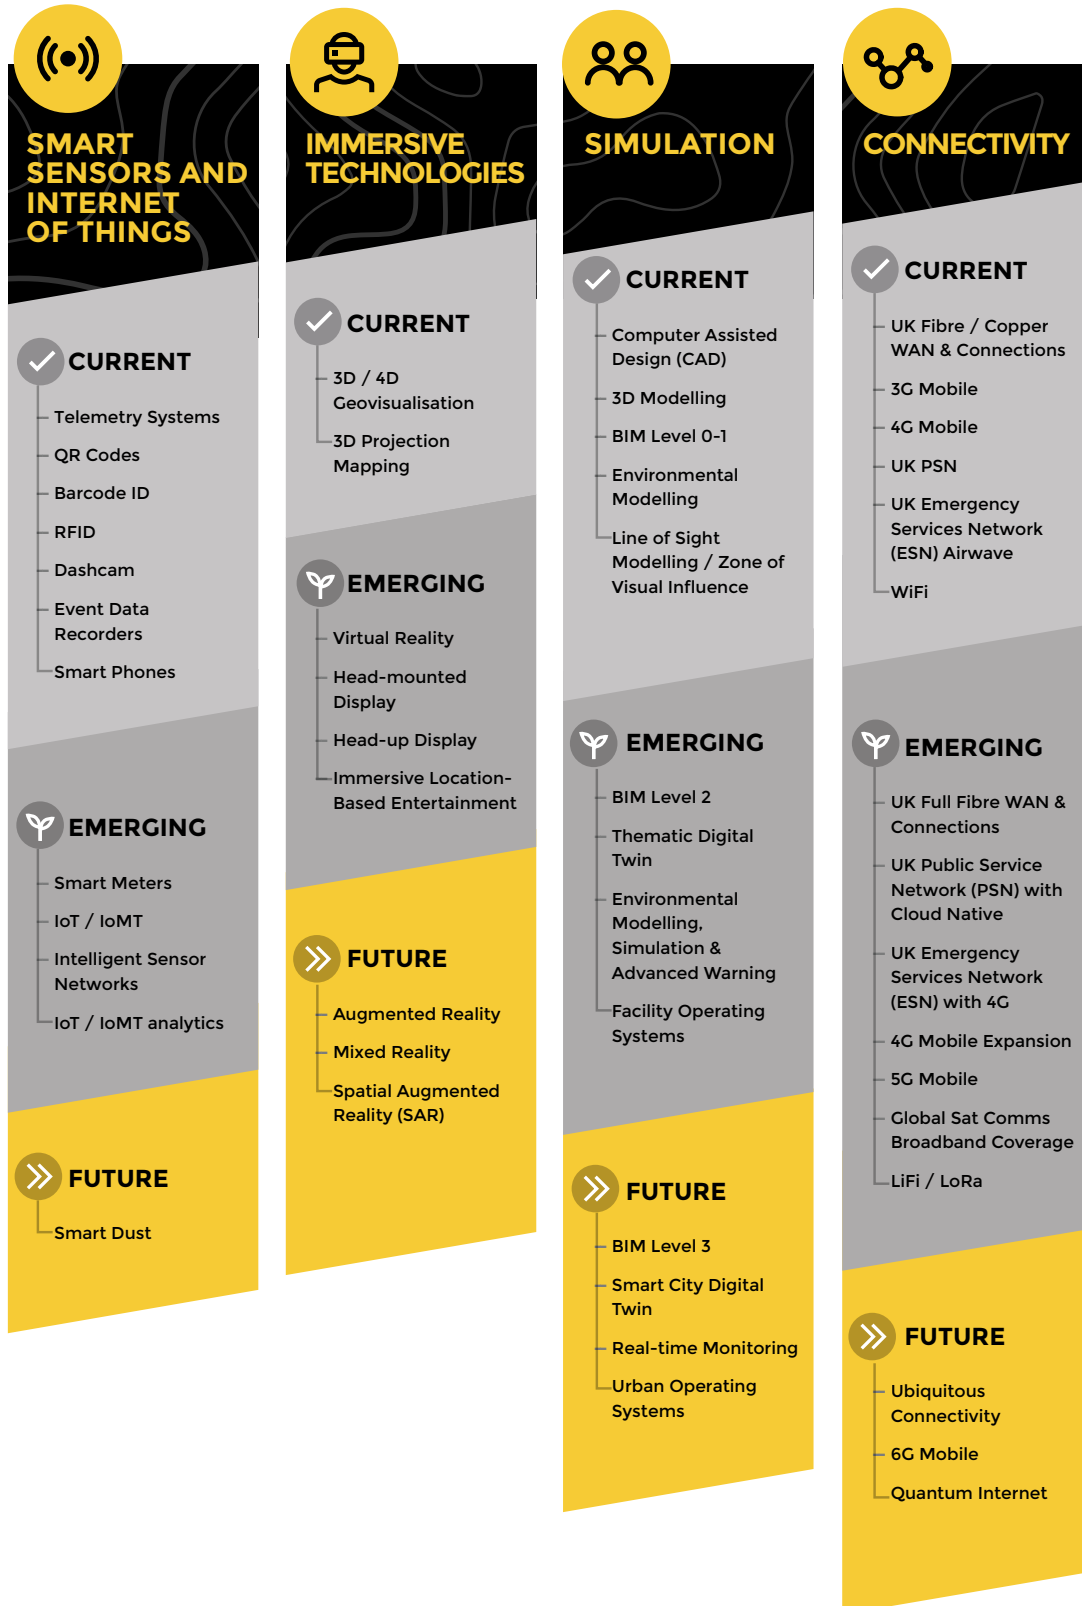 SMART
SENSORS AND
INTERNET
OF THINGS
CURRENT
Telemetry Systems
QR Codes
Barcode ID
RFID
Dashcam
Event Data
Recorders
Smart Phones
EMERGING
Smart Meters
IoT / IoMT
Intelligent Sensor
Networks
IoT / IoMT analytics
FUTURE
Smart Dust
IMMERSIVE
TECHNOLOGIES
CURRENT
3D / 4D
Geovisualisation
3D Projection
Mapping
EMERGING
Virtual Reality
Head-mounted
Display
Head-up Display
Immersive Location-
Based Entertainment
FUTURE
Augmented Reality
Mixed Reality
Spatial Augmented
Reality (SAR)
SIMULATION
CURRENT
Computer Assisted
Design (CAD)
3D Modelling
BIM Level 0-1
Environmental
Modelling
Line of Sight
Modelling / Zone of
Visual Influence
EMERGING
BIM Level 2
Thematic Digital
Twin
Environmental
Modelling,
Simulation &
Advanced Warning
Facility Operating
Systems
FUTURE
BIM Level 3
Smart City Digital
Twin
Real-time Monitoring
Urban Operating
Systems
CONNECTIVITY
CURRENT
UK Fibre / Copper
WAN & Connections
3G Mobile
4G Mobile
UK PSN
UK Emergency
Services Network
(ESN) Airwave
WiFi
EMERGING
UK Full Fibre WAN &
Connections
UK Public Service
Network (PSN) with
Cloud Native
UK Emergency
Services Network
(ESN) with 4G
4G Mobile Expansion
5G Mobile
Global Sat Comms
Broadband Coverage
LiFi / LoRa
FUTURE
Ubiquitous
Connectivity
6G Mobile
Quantum Internet